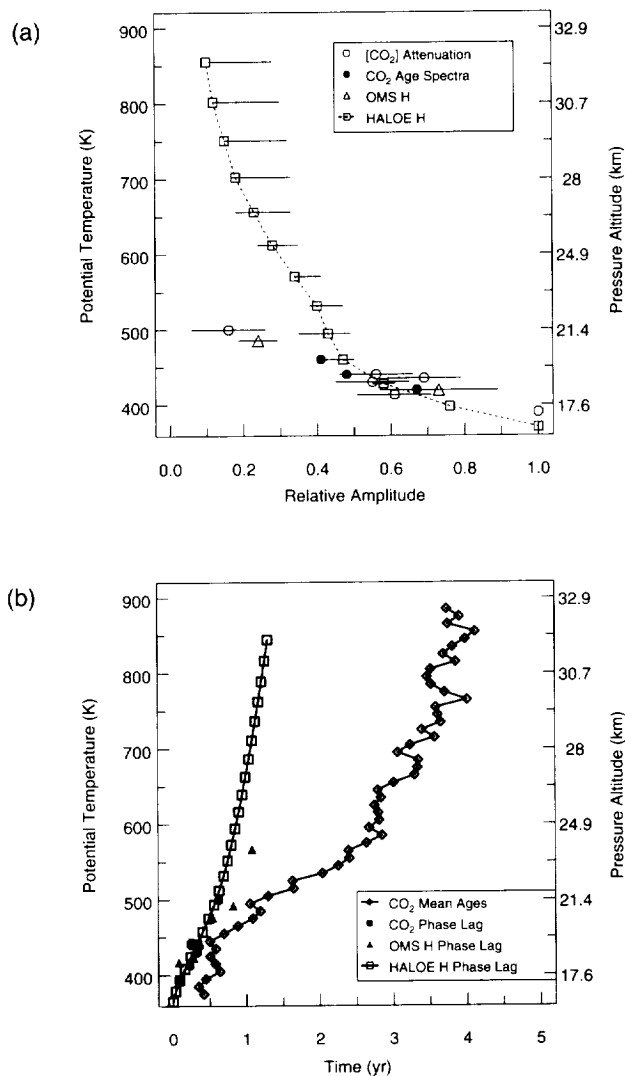 (a)
900
800
700
600
500
400
32.9
30.7
28
24.9
21.4
17.6
Potential Temperature (K)
Pressure Altitude (km)
[CO₂] Attenuation
CO₂ Age Spectra
OMS H
HALOE H
0.0 0.2 0.4 0.6 0.8 1.0
Relative Amplitude
(b)
900
800
700
600
500
400
32.9
30.7
28
24.9
21.4
17.6
Potential Temperature (K)
Pressure Altitude (km)
CO₂ Mean Ages
CO₂ Phase Lag
OMS H Phase Lag
HALOE H Phase Lag
0 1 2 3 4 5
Time (yr)